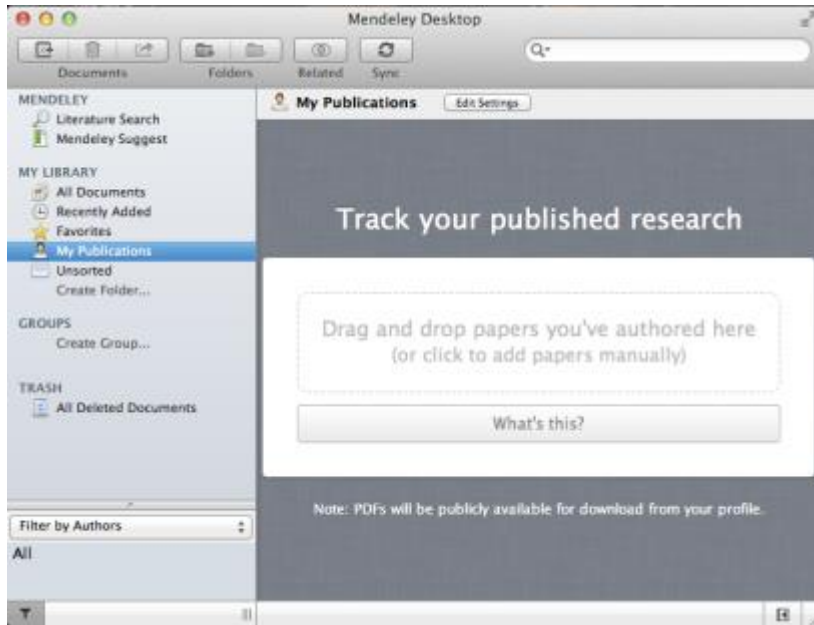 Mendeley Desktop
Documents
Folders
Related
Sync
MENDELEY
Literature Search
Mendeley Suggest
MY LIBRARY
All Documents
Recently Added
Favorites
My Publications
Unsorted
Create Folder...
GROUPS
Create Group...
TRASH
All Deleted Documents
Filter by Authors
All
My Publications
Edit Settings
Track your published research
Drag and drop papers you've authored here
(or click to add papers manually)
What's this?
Note: PDFs will be publicly available for download from your profile.